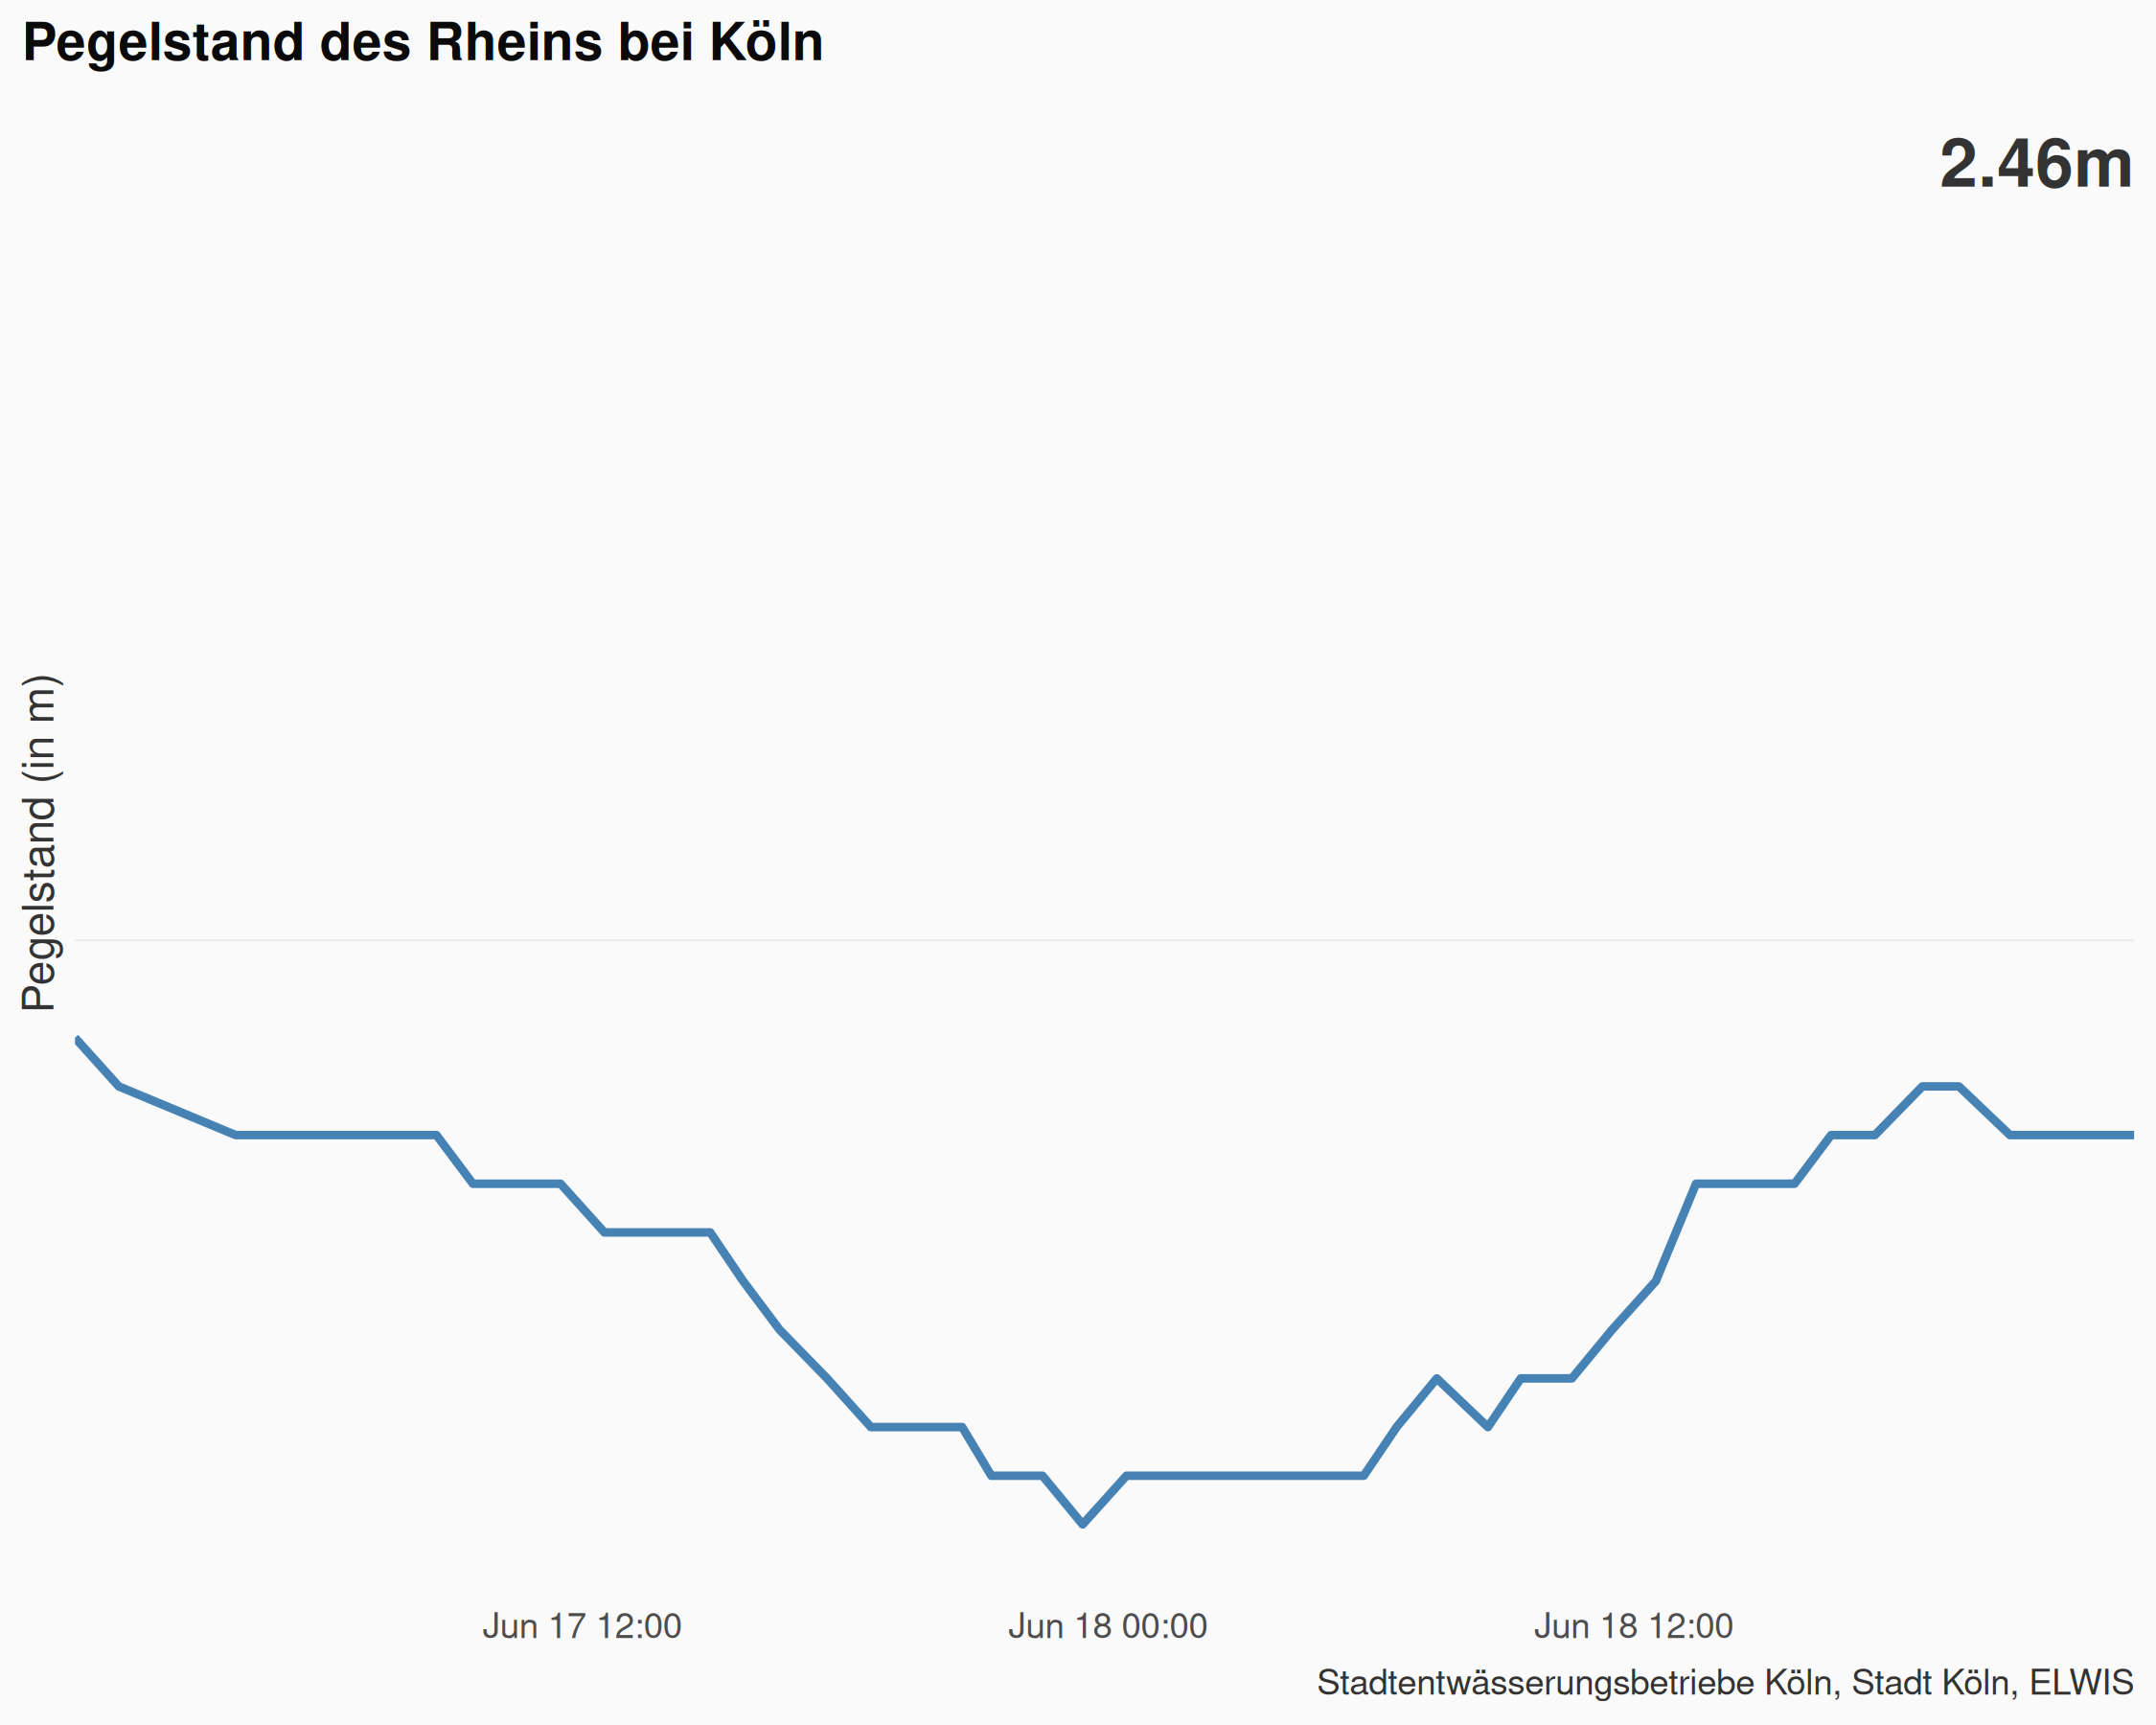 Pegelstand des Rheins bei Köln
2.46m
Pegelstand (in m)
Jun 17 12:00
Jun 18 00:00
Jun 18 12:00
Stadtentwässerungsbetriebe Köln, Stadt Köln, ELWIS